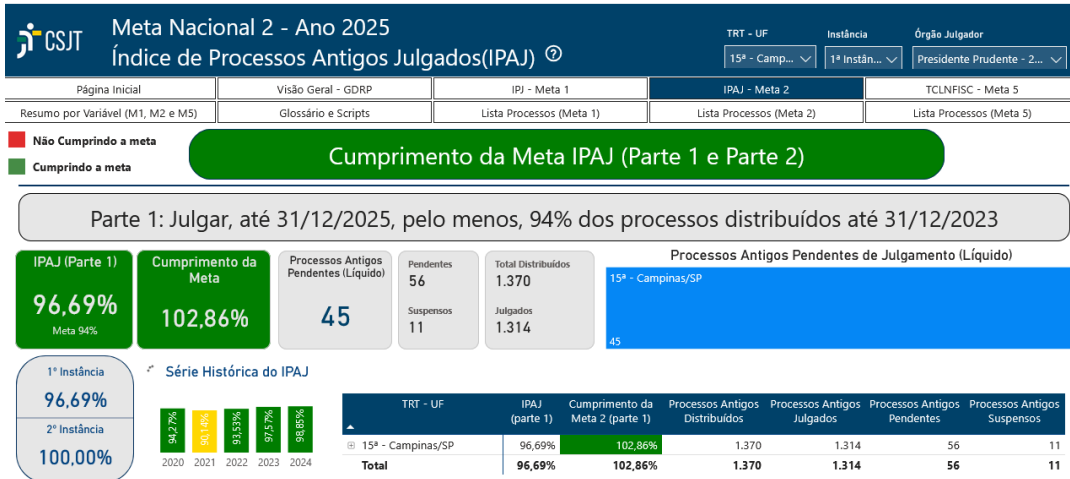 CSJT
Meta Nacional 2 - Ano 2025
Índice de Processos Antigos Julgados(IPAJ)
TRT - UF
Instância
Órgão Julgador
15ª - Camp...
1ª Instân...
Presidente Prudente - 2...
Página Inicial
Visão Geral - GDRP
IPJ - Meta 1
IPAJ - Meta 2
TCLNFISC - Meta 5
Resumo por Variável (M1, M2 e M5)
Glossário e Scripts
Lista Processos (Meta 1)
Lista Processos (Meta 2)
Lista Processos (Meta 5)
Não Cumprindo a meta
Cumprindo a meta
Cumprimento da Meta IPAJ (Parte 1 e Parte 2)
Parte 1: Julgar, até 31/12/2025, pelo menos, 94% dos processos distribuídos até 31/12/2023
IPAJ (Parte 1)
96,69%
Meta 94%
Cumprimento da
Meta
102,86%
Processos Antigos
Pendentes (Líquido)
45
Pendentes
56
Suspensos
11
Total Distribuídos
1.370
Julgados
1.314
Processos Antigos Pendentes de Julgamento (Líquido)
15ª - Campinas/SP
45
1º Instância
96,69%
2º Instância
100,00%
Série Histórica do IPAJ
94,27%
90,14%
93,53%
97,57%
98,85%
2020 2021 2022 2023 2024
TRT - UF IPAJ Cumprimento da Processos Antigos Processos Antigos Processos Antigos Processos Antigos
(parte 1) Meta 2 (parte 1) Distribuídos Julgados Pendentes Suspensos
15ª - Campinas/SP 96,69% 102,86% 1.370 1.314 56 11
Total 96,69% 102,86% 1.370 1.314 56 11